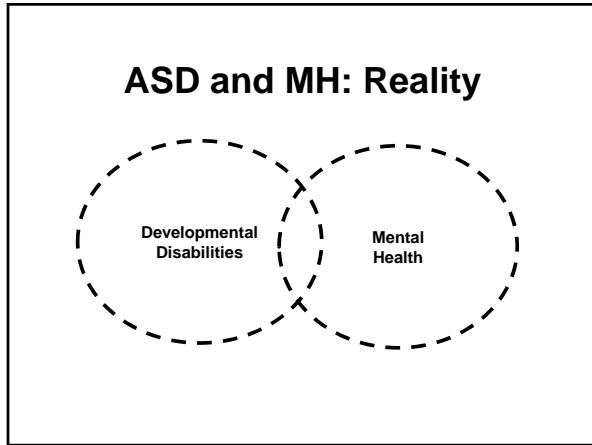 ASD and MH: Reality
Developmental
Disabilities
Mental
Health